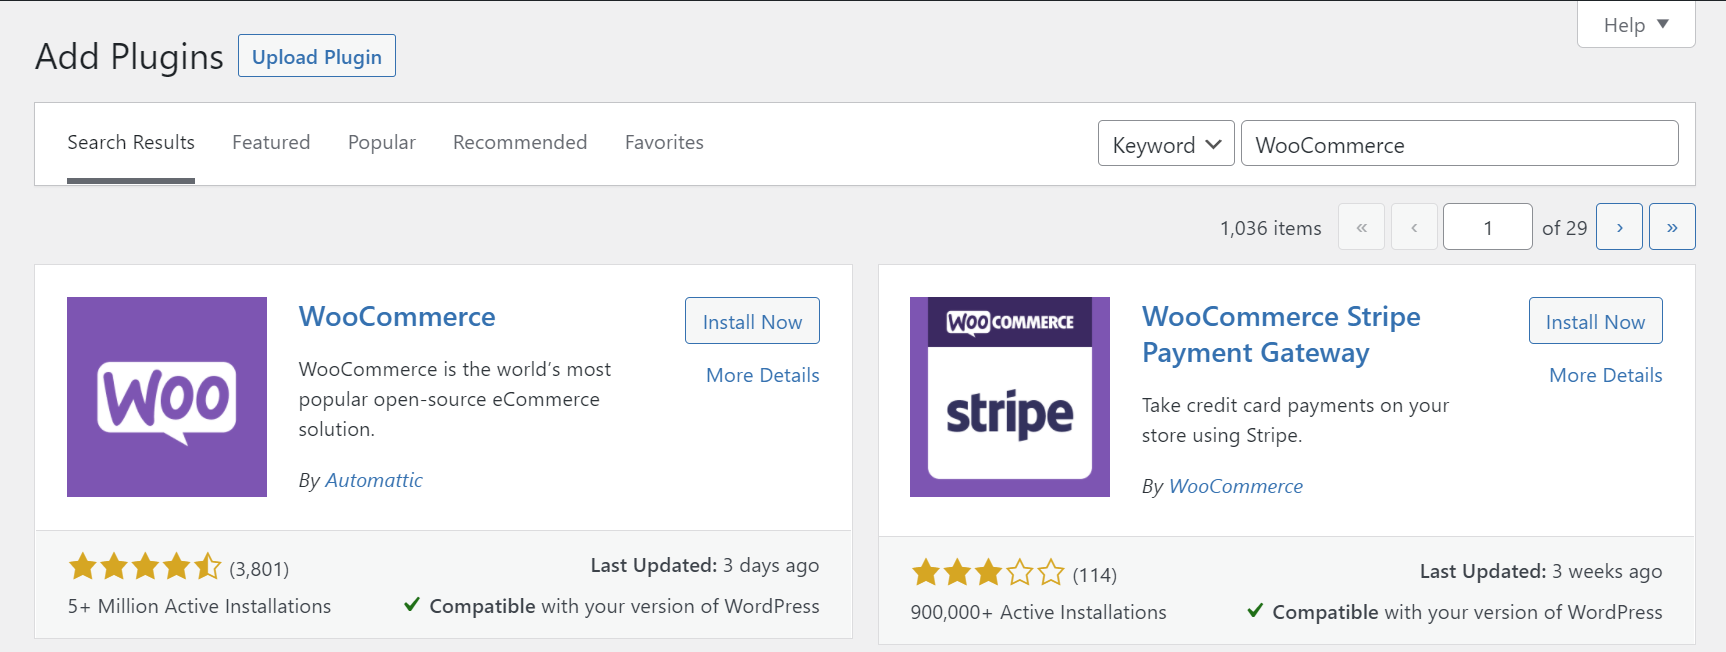 Help
Add Plugins Upload Plugin
Search Results Featured Popular Recommended Favorites Keyword WooCommerce
1,036 items « ‹ 1 of 29 › »
Woo
WooCommerce
Install Now
More Details
WooCommerce is the world’s most
popular open-source eCommerce
solution.
By Automattic
(3,801)
Last Updated: 3 days ago
5+ Million Active Installations
Compatible with your version of WordPress
WOO COMMERCE
stripe
WooCommerce Stripe
Payment Gateway
Install Now
More Details
Take credit card payments on your
store using Stripe.
By WooCommerce
(114)
Last Updated: 3 weeks ago
900,000+ Active Installations
Compatible with your version of WordPress